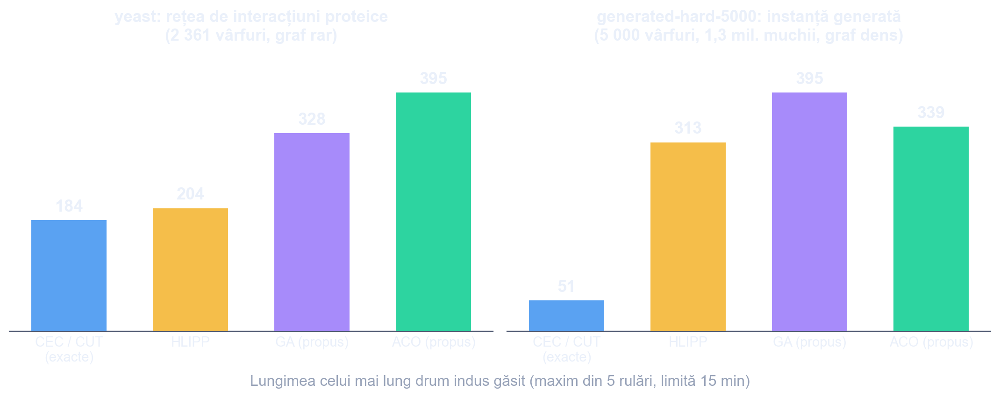 yeast: rețea de interacțiuni proteice
(2 361 vârfuri, graf rar)
395
328
204
184
CEC / CUT
(exacte)
HLIPP
GA (propus)
ACO (propus)
generated-hard-5000: instanță generată
(5 000 vârfuri, 1,3 mil. muchii, graf dens)
395
339
313
51
CEC / CUT
(exacte)
HLIPP
GA (propus)
ACO (propus)
Lungimea celui mai lung drum indus găsit (maxim din 5 rulări, limită 15 min)